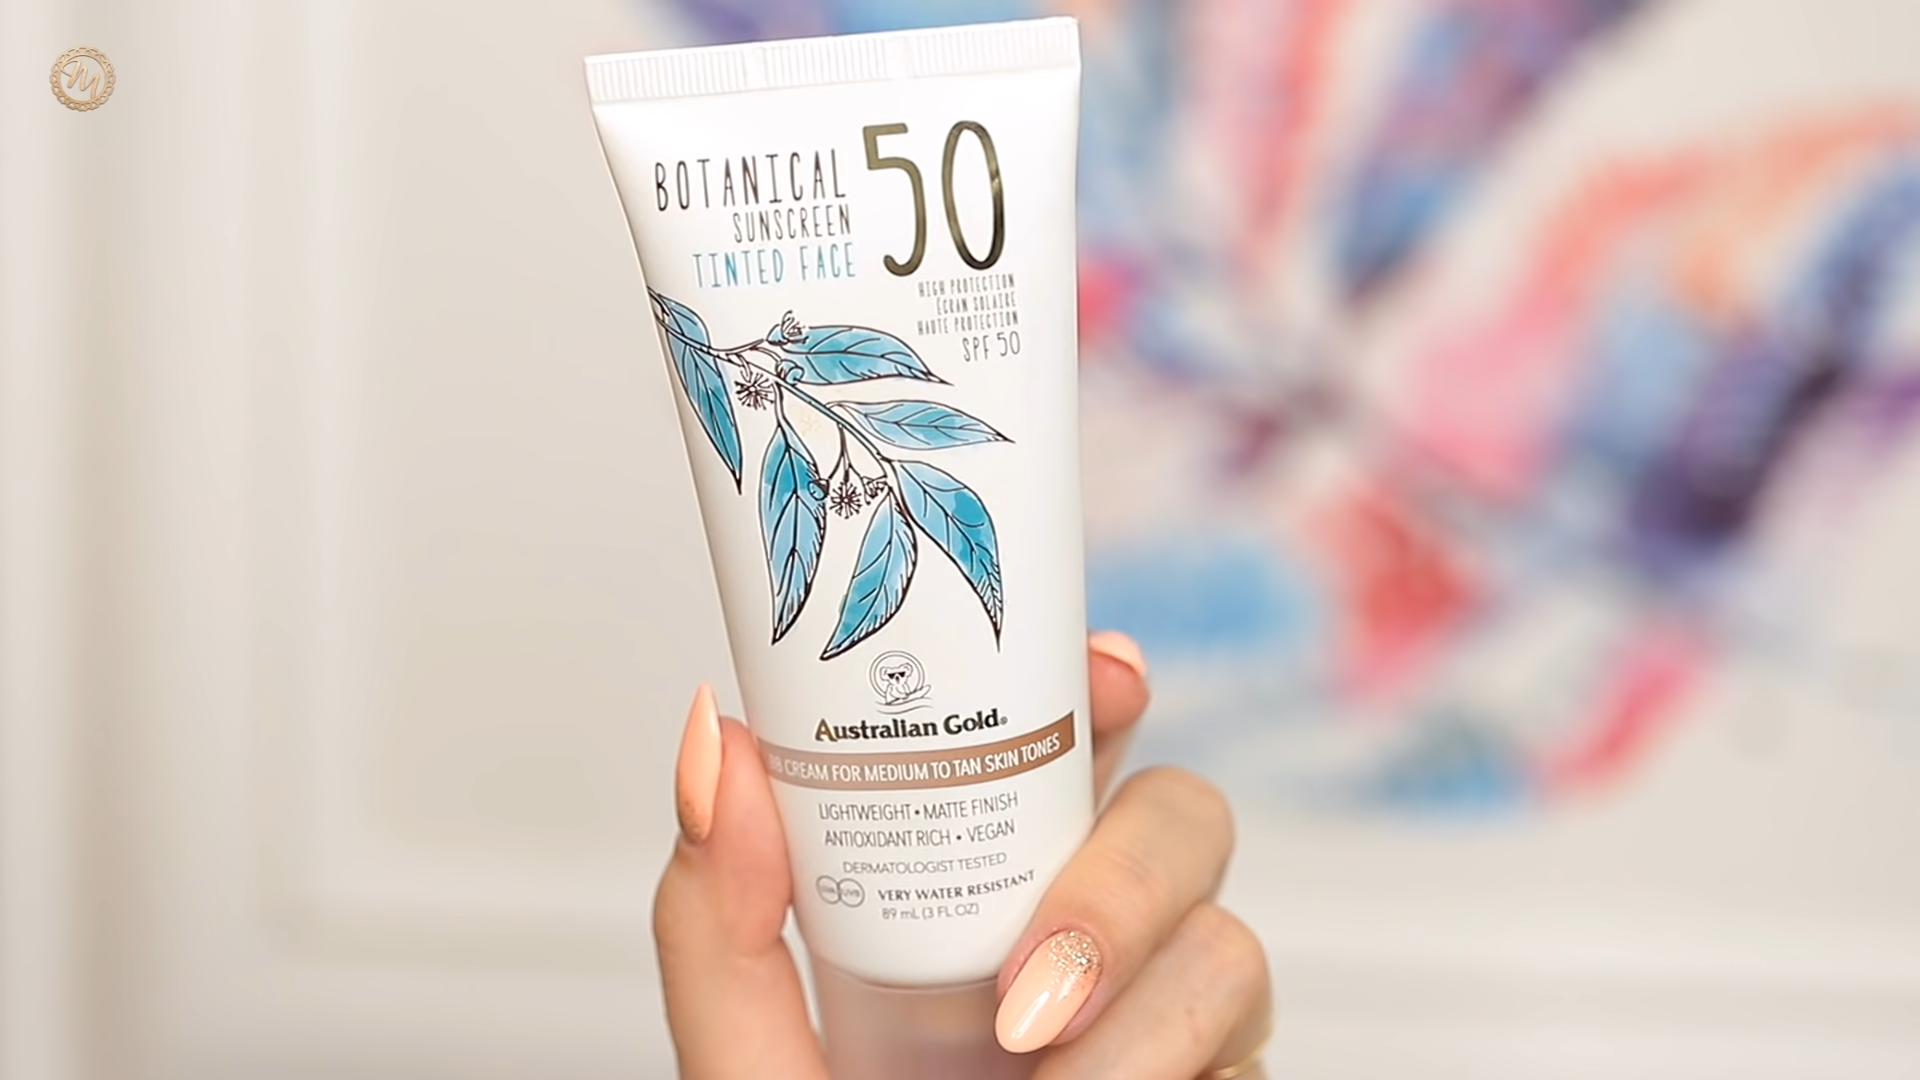 M
BOTANICAL
SUNSCREEN
TINTED FACE
50
HIGH PROTECTION
ÉCRAN SOLAIRE
HAUTE PROTECTION
SPF 50
Australian Gold®
BB CREAM FOR MEDIUM TO TAN SKIN TONES
LIGHTWEIGHT • MATTE FINISH
ANTIOXIDANT RICH • VEGAN
DERMATOLOGIST TESTED
UVA UVB VERY WATER RESISTANT
89 mL (3 FL OZ)